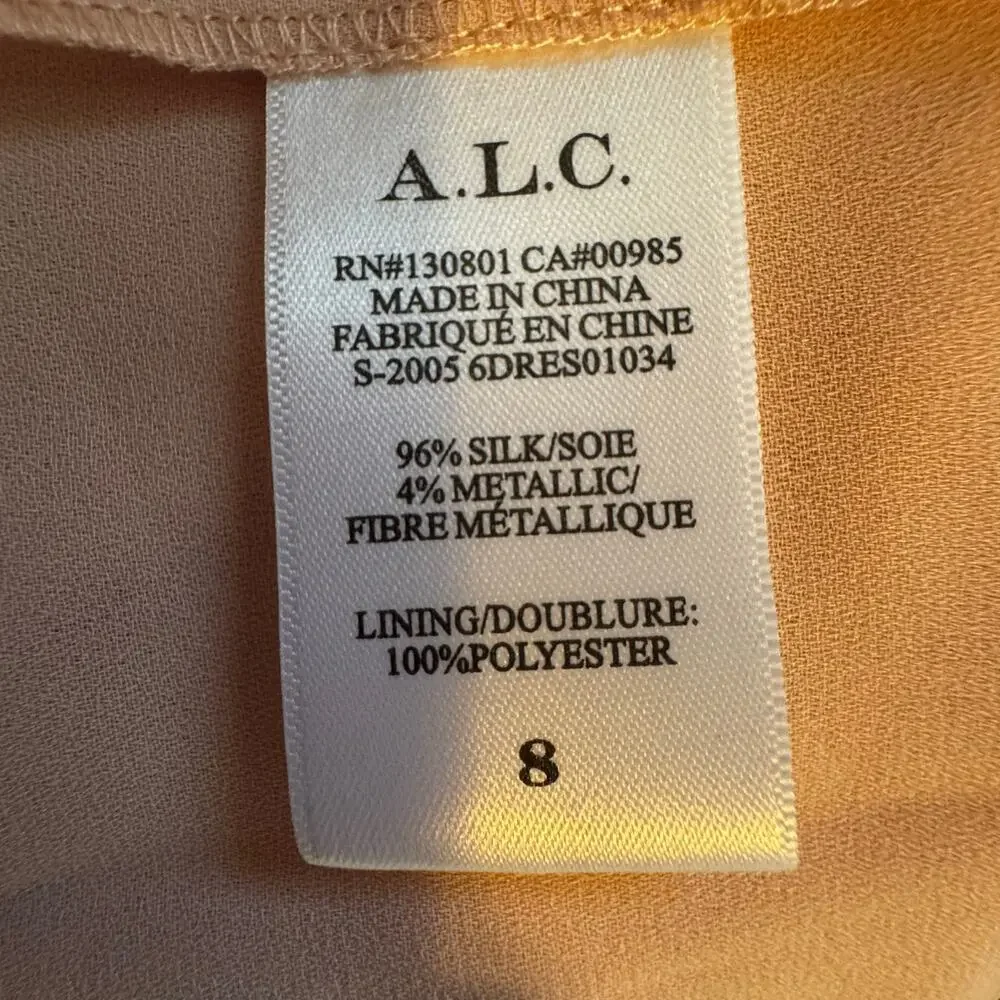 A.L.C.
RN#130801 CA#00985
MADE IN CHINA
FABRIQUÉ EN CHINE
S-2005 6DRES01034
96% SILK/SOIE
4% METALLIC/
FIBRE MÉTALLIQUE
LINING/DOUBLURE:
100%POLYESTER
8